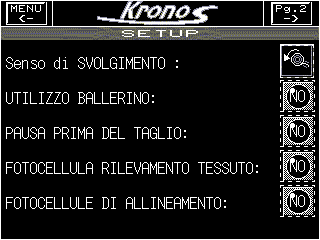 MENU Kronos Pg.2
<- ->
SETUP
Senso di SVOLGIMENTO :
UTILIZZO BALLERINO: NO
PAUSA PRIMA DEL TAGLIO: NO
FOTOCELLULA RILEVAMENTO TESSUTO: NO
FOTOCELLULE DI ALLINEAMENTO: NO